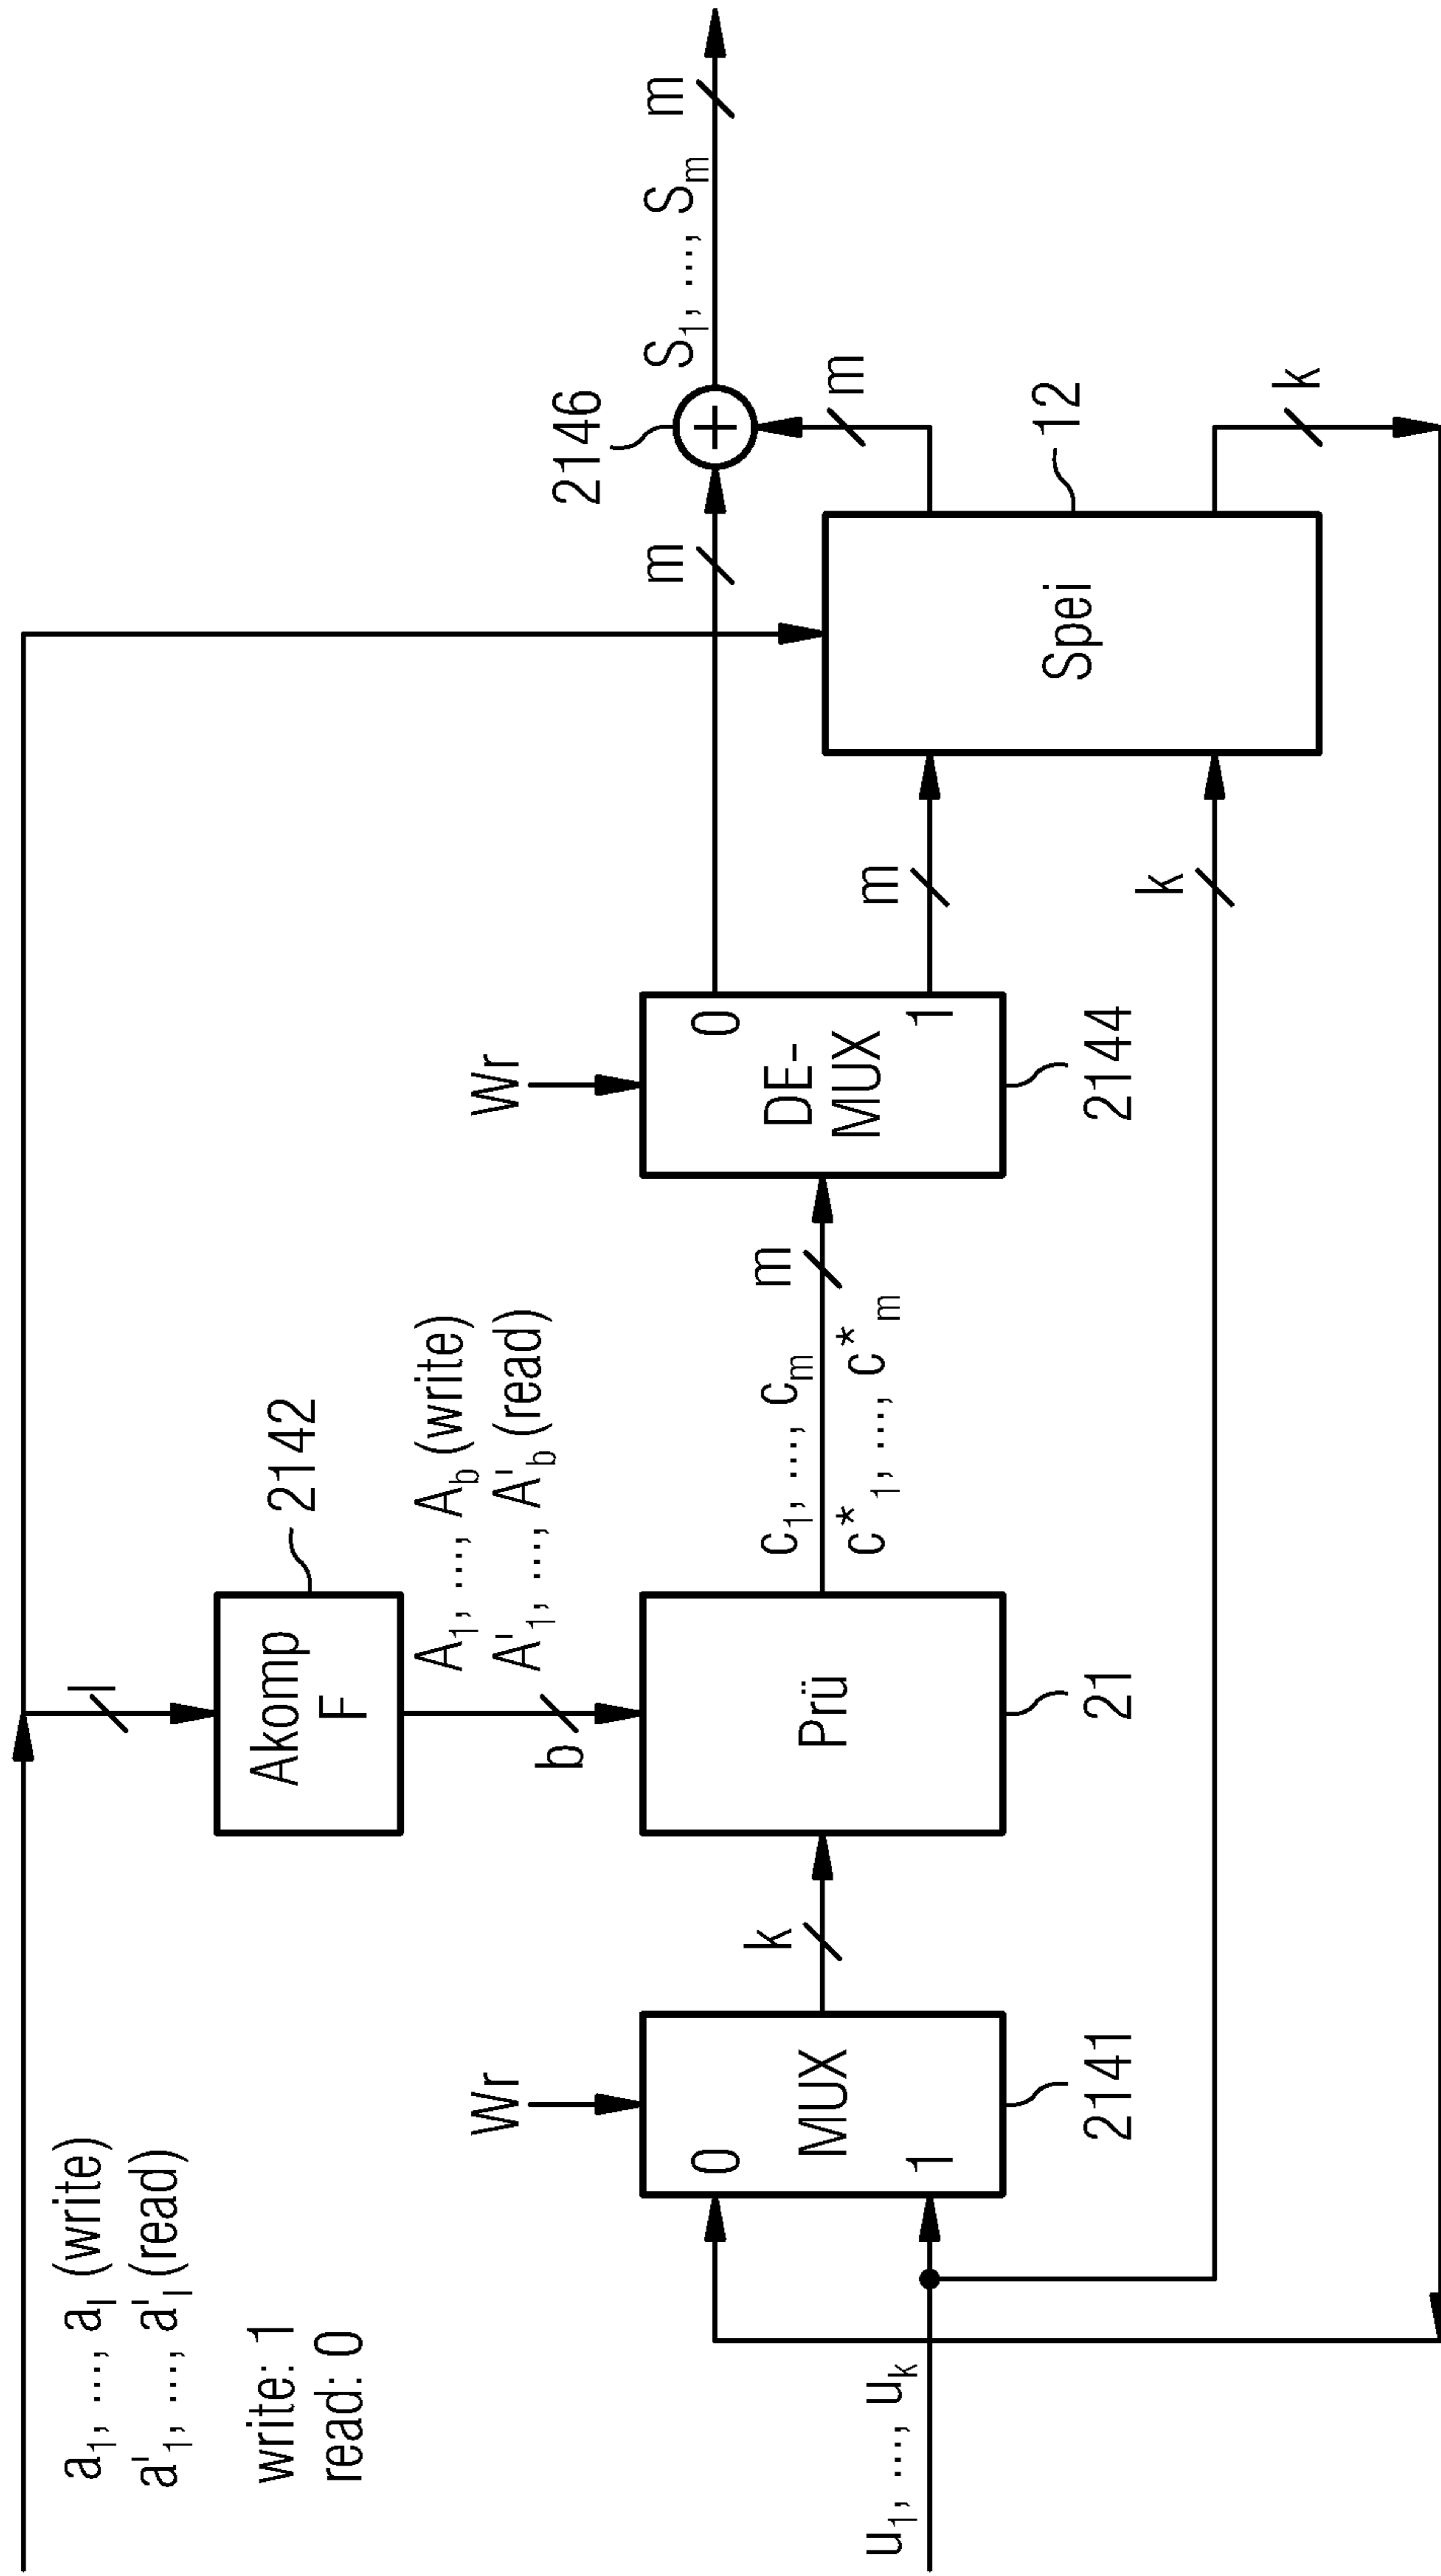 a₁, ..., aₗ (write)
a'₁, ..., a'ₗ (read)
write: 1
read: 0
l
Akomp
F
2142
A₁, ..., A_b (write)
A'₁, ..., A'_b (read)
b
Wr
Wr
2146
S₁, ..., Sₘ
m
m
u₁, ..., uₖ
0
MUX
1
2141
k
Prü
21
c₁, ..., cₘ
c*₁, ..., c*ₘ
m
0
DE-
MUX
1
2144
m
m
k
Spei
12
k